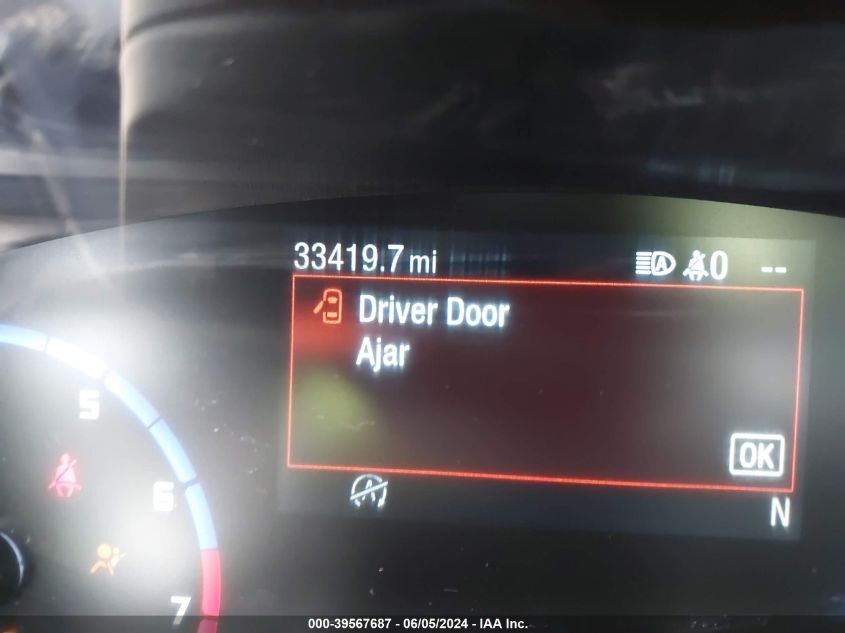 33419.7 mi
A 0 --
Driver Door
Ajar
OK
A
N
5
6
7
000-39567687 - 06/05/2024 - IAA Inc.